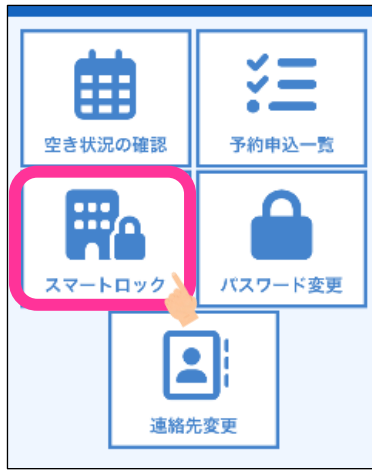 空き状況の確認
予約申込一覧
スマートロック
パスワード変更
連絡先変更